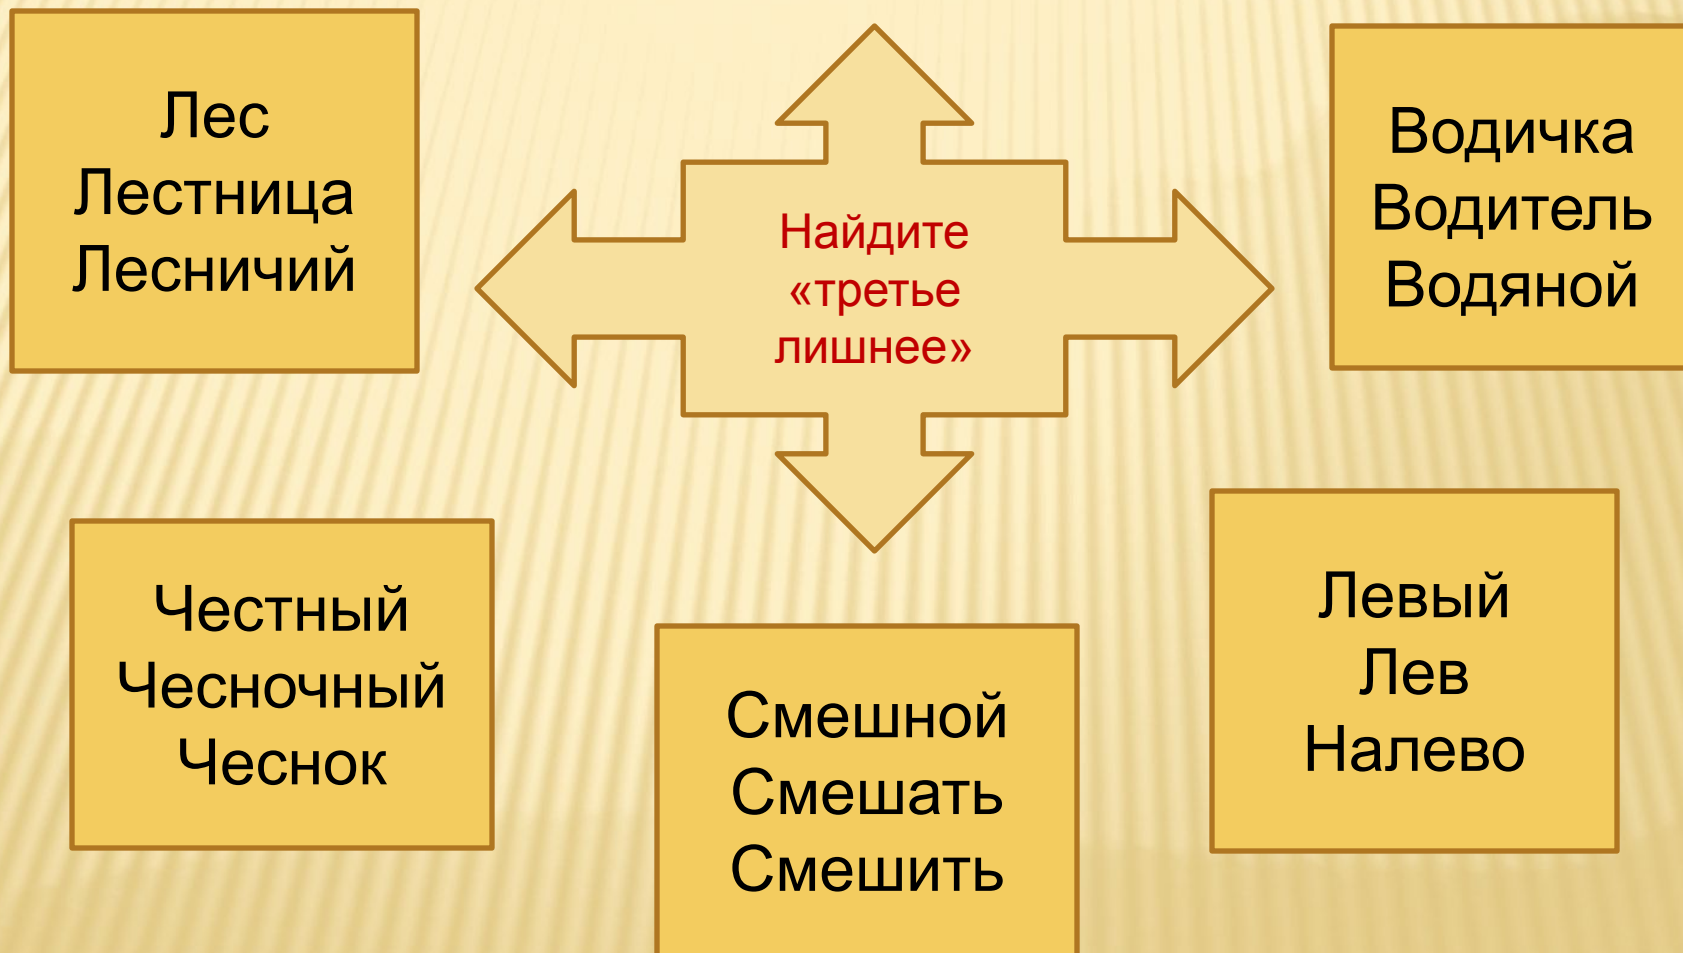 Лес
Лестница
Лесничий
Найдите
«третье
лишнее»
Водичка
Водитель
Водяной
Честный
Чесночный
Чеснок
Смешной
Смешать
Смешить
Левый
Лев
Налево